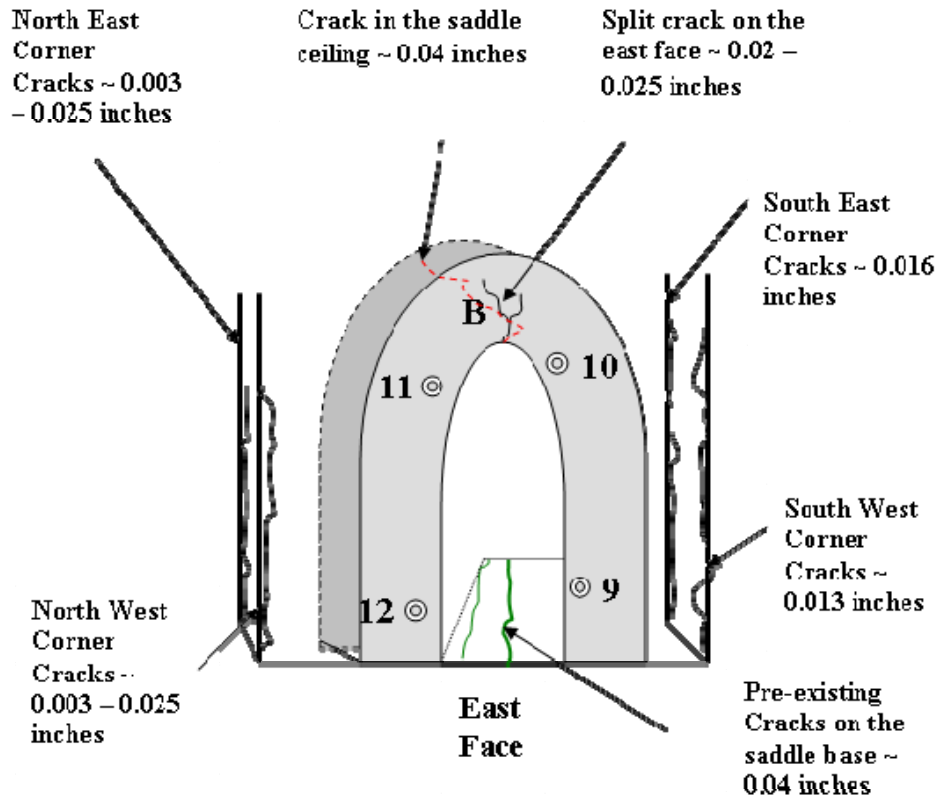 North East
Corner
Cracks ~ 0.003
– 0.025 inches
Crack in the saddle
ceiling ~ 0.04 inches
Split crack on the
east face ~ 0.02 –
0.025 inches
South East
Corner
Cracks ~ 0.016
inches
B
11
10
South West
Corner
Cracks ~
0.013 inches
12
9
North West
Corner
Cracks ~
0.003 – 0.025
inches
East
Face
Pre-existing
Cracks on the
saddle base ~
0.04 inches